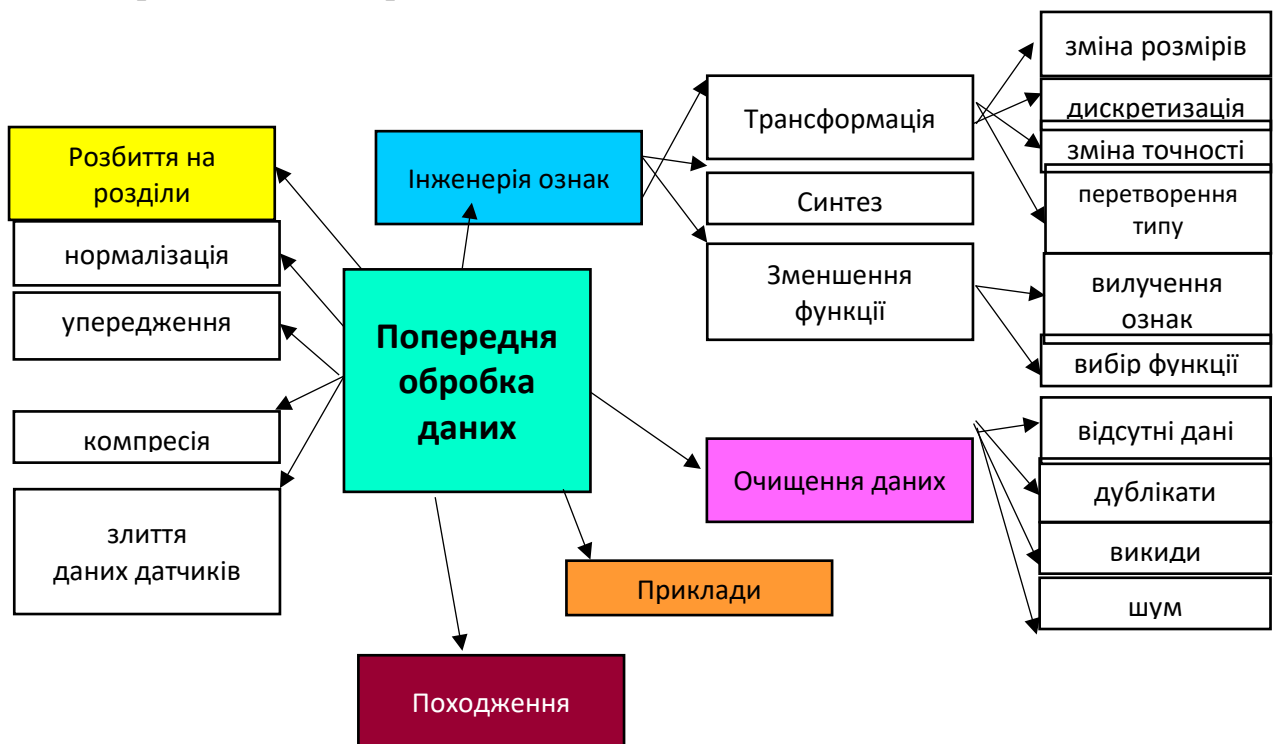 зміна розмірів
дискретизація
зміна точності
перетворення
типу
вилучення
ознак
вибір функції
Трансформація
Синтез
Зменшення
функції
Інженерія ознак
Розбиття на
розділи
нормалізація
упередження
компресія
злиття
даних датчиків
Попередня
обробка
даних
Очищення даних
відсутні дані
дублікати
викиди
шум
Приклади
Походження